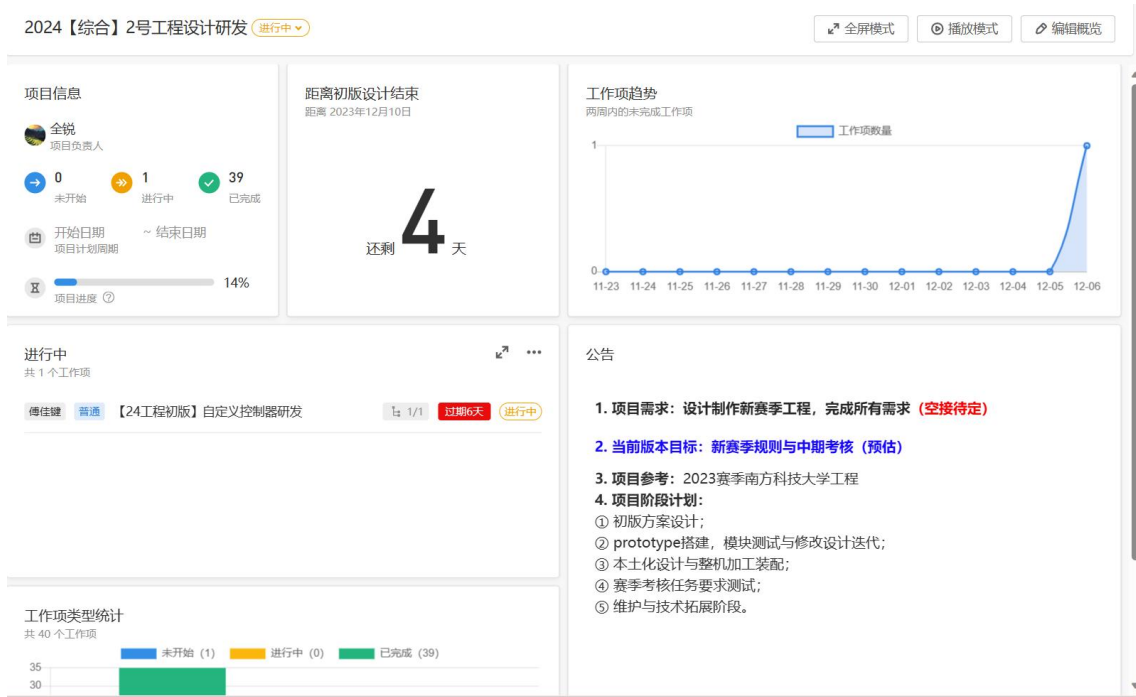 2024【综合】2号工程设计研发 进行中
全屏模式 播放模式 编辑概览
项目信息
全锐
项目负责人
0 未开始
1 进行中
39 已完成
开始日期 ~ 结束日期
项目计划周期
14%
项目进度
距离初版设计结束
距离 2023年12月10日
还剩 4 天
工作项趋势
两周内的未完成工作项
工作项数量
1
0
11-23 11-24 11-25 11-26 11-27 11-28 11-29 11-30 12-01 12-02 12-03 12-04 12-05 12-06
进行中
共 1 个工作项
傅佳键 普通 【24工程初版】自定义控制器研发 1/1 过期6天 进行中
公告
1. 项目需求：设计制作新赛季工程，完成所有需求（空接待定）
2. 当前版本目标：新赛季规则与中期考核（预估）
3. 项目参考：2023赛季南方科技大学工程
4. 项目阶段计划：
① 初版方案设计；
② prototype搭建，模块测试与修改设计迭代；
③ 本土化设计与整机加工装配；
④ 赛季考核任务要求测试；
⑤ 维护与技术拓展阶段。
工作项类型统计
共 40 个工作项
未开始（1） 进行中（0） 已完成（39）
35
30